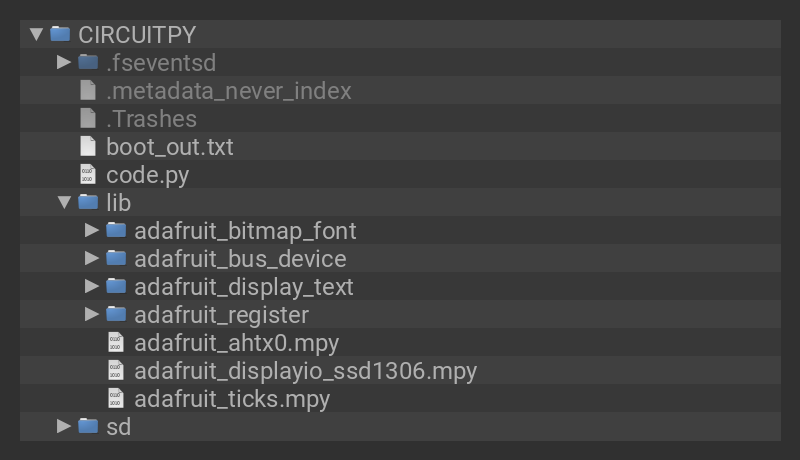 CIRCUITPY
.fseventsd
.metadata_never_index
.Trashes
boot_out.txt
code.py
lib
adafruit_bitmap_font
adafruit_bus_device
adafruit_display_text
adafruit_register
adafruit_ahtx0.mpy
adafruit_displayio_ssd1306.mpy
adafruit_ticks.mpy
sd